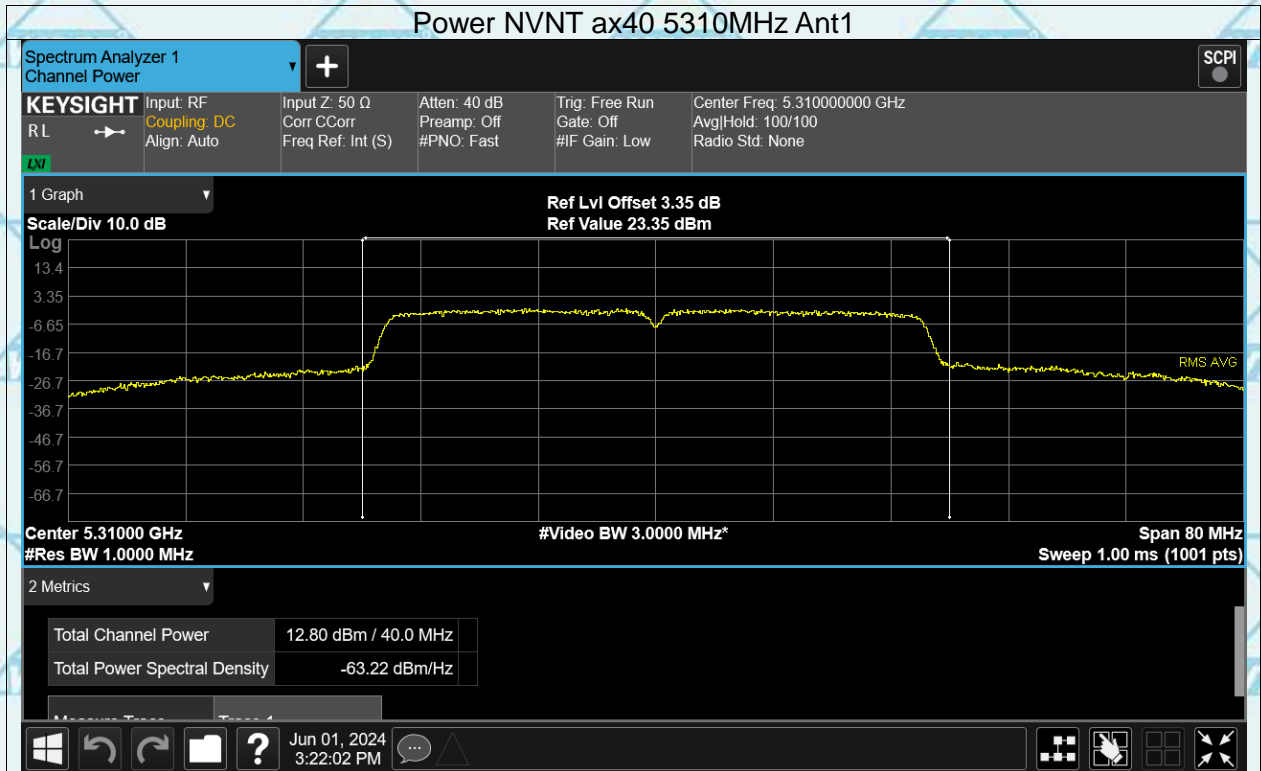 Power NVNT ax40 5310MHz Ant1
Spectrum Analyzer 1
Channel Power
SCPI
KEYSIGHT
R L
LXI
Input: RF
Coupling: DC
Align: Auto
Input Z: 50 Ω
Corr CCorr
Freq Ref: Int (S)
Atten: 40 dB
Preamp: Off
#PNO: Fast
Trig: Free Run
Gate: Off
#IF Gain: Low
Center Freq: 5.310000000 GHz
Avg|Hold: 100/100
Radio Std: None
1 Graph
Scale/Div 10.0 dB
Ref Lvl Offset 3.35 dB
Ref Value 23.35 dBm
Log
13.4
3.35
-6.65
-16.7
-26.7
-36.7
-46.7
-56.7
-66.7
RMS AVG
Center 5.31000 GHz
#Res BW 1.0000 MHz
#Video BW 3.0000 MHz*
Span 80 MHz
Sweep 1.00 ms (1001 pts)
2 Metrics
Total Channel Power 12.80 dBm / 40.0 MHz
Total Power Spectral Density -63.22 dBm/Hz
Measure Trace Trace 1
?
Jun 01, 2024
3:22:02 PM